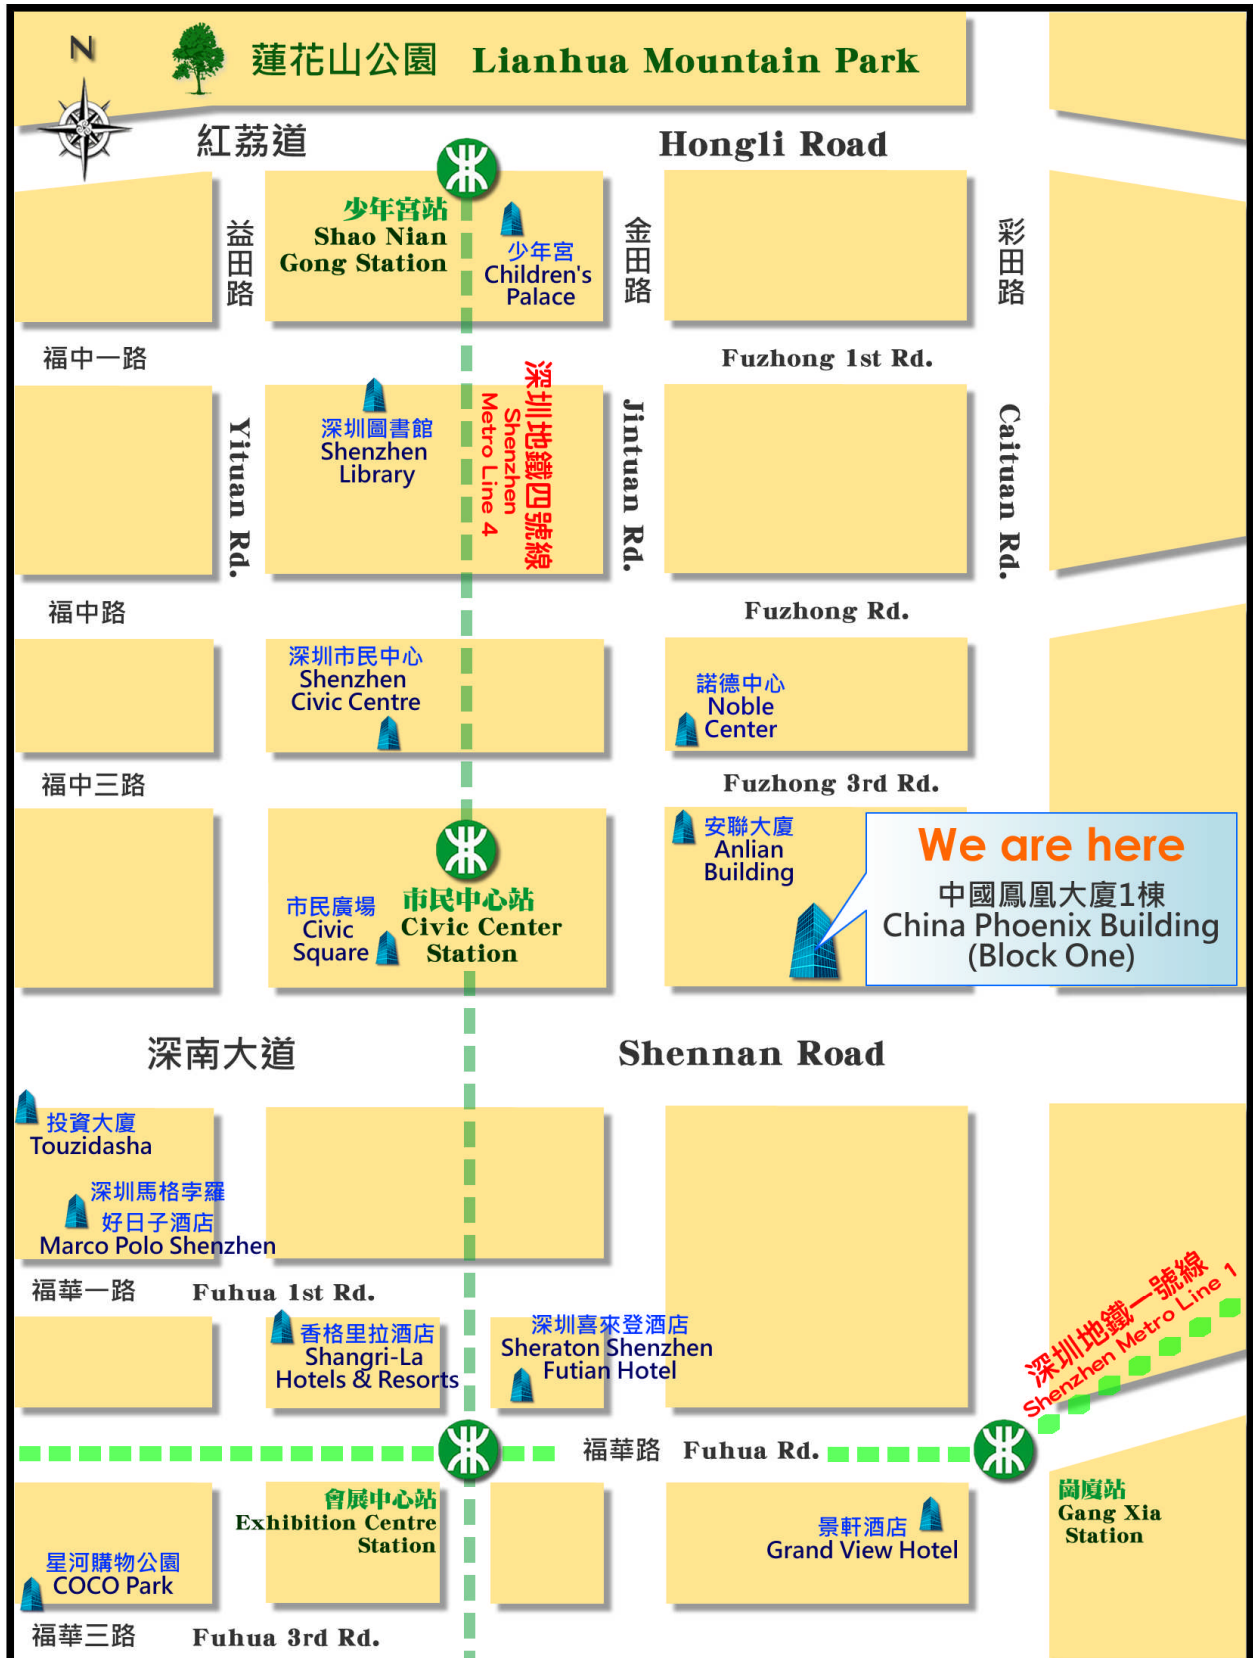 N
蓮花山公園 Lianhua Mountain Park
紅荔道 Hongli Road
益田路
少年宮站
Shao Nian
Gong Station
少年宮
Children's
Palace
金田路
彩田路
福中一路 Fuzhong 1st Rd.
Yituan Rd.
深圳圖書館
Shenzhen
Library
深圳地鐵四號線
Shenzhen
Metro Line 4
Jintuan Rd.
Caituan Rd.
福中路 Fuzhong Rd.
深圳市民中心
Shenzhen
Civic Centre
諾德中心
Noble
Center
福中三路 Fuzhong 3rd Rd.
市民廣場
Civic
Square
市民中心站
Civic Center
Station
安聯大廈
Anlian
Building
We are here
中國鳳凰大廈1棟
China Phoenix Building
(Block One)
深南大道 Shennan Road
投資大廈
Touzidasha
深圳馬格孛羅
好日子酒店
Marco Polo Shenzhen
福華一路 Fuhua 1st Rd.
香格里拉酒店
Shangri-La
Hotels & Resorts
深圳喜來登酒店
Sheraton Shenzhen
Futian Hotel
深圳地鐵一號線
Shenzhen Metro Line 1
福華路 Fuhua Rd.
會展中心站
Exhibition Centre
Station
崗廈站
Gang Xia
Station
景軒酒店
Grand View Hotel
星河購物公園
COCO Park
福華三路 Fuhua 3rd Rd.